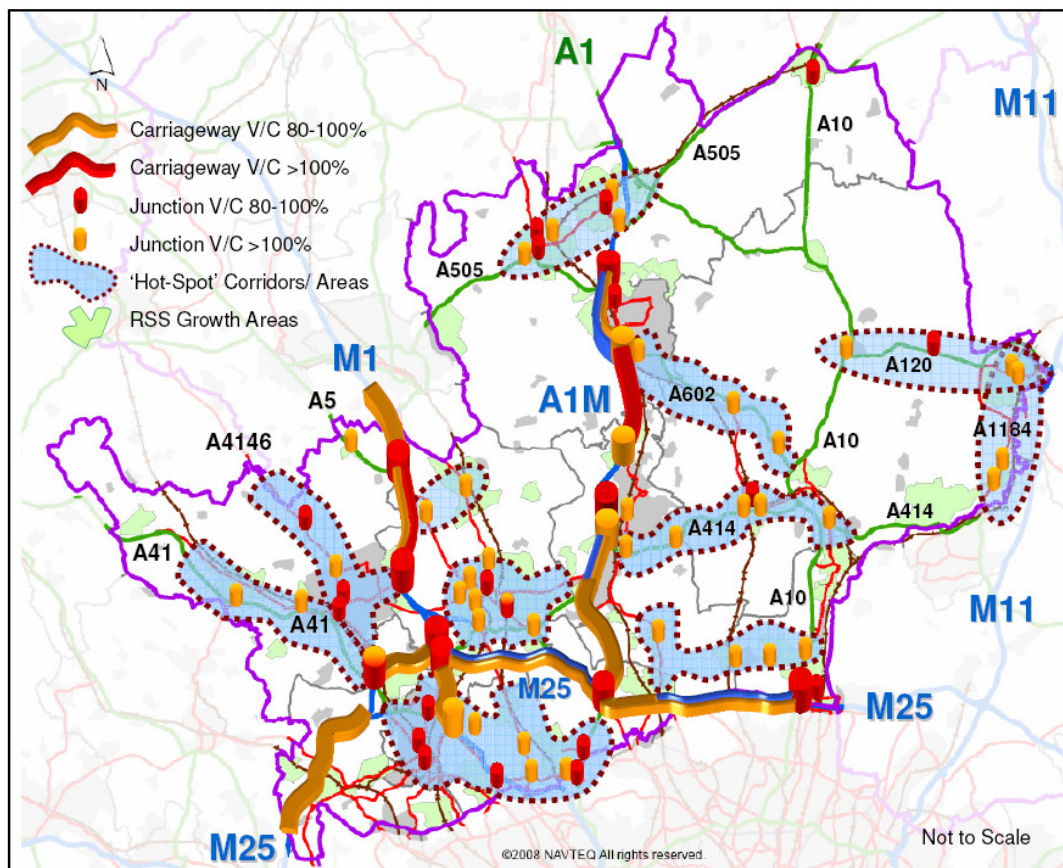 A1
M11
N
A10
Carriageway V/C 80-100%
A505
Carriageway V/C >100%
Junction V/C 80-100%
Junction V/C >100%
A505
'Hot-Spot' Corridors/ Areas
RSS Growth Areas
M1
A120
A602
A5
A1M
A1184
A4146
A10
A414
A414
A41
A10
M11
A41
M25
M25
M25
Not to Scale
©2008 NAVTEQ All rights reserved.